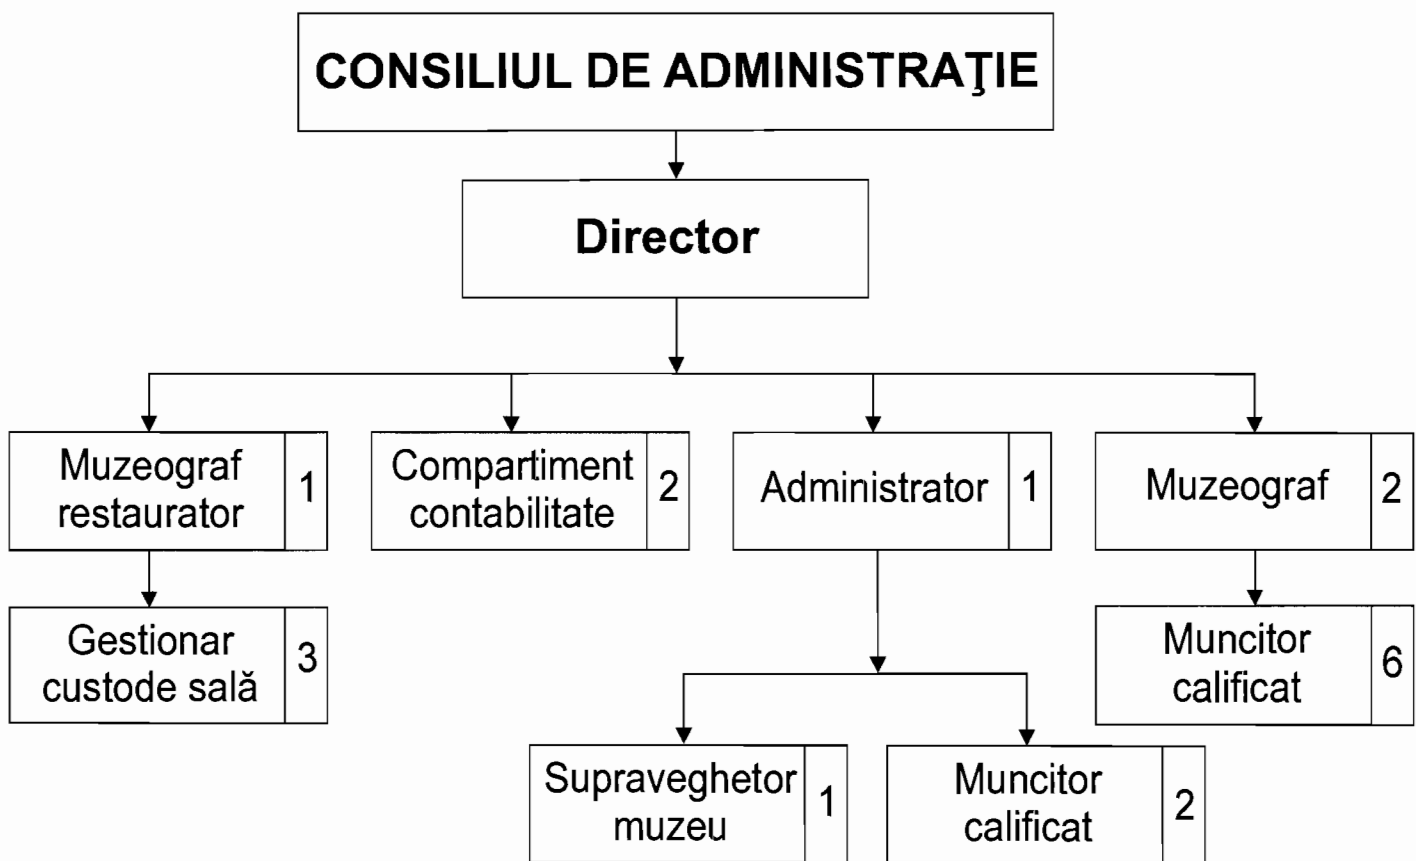 CONSILIUL DE ADMINISTRAŢIE
Director
Muzeograf
restaurator
1
Compartiment
contabilitate
2
Administrator
1
Muzeograf
2
Gestionar
custode sală
3
Muncitor
calificat
6
Supraveghetor
muzeu
1
Muncitor
calificat
2